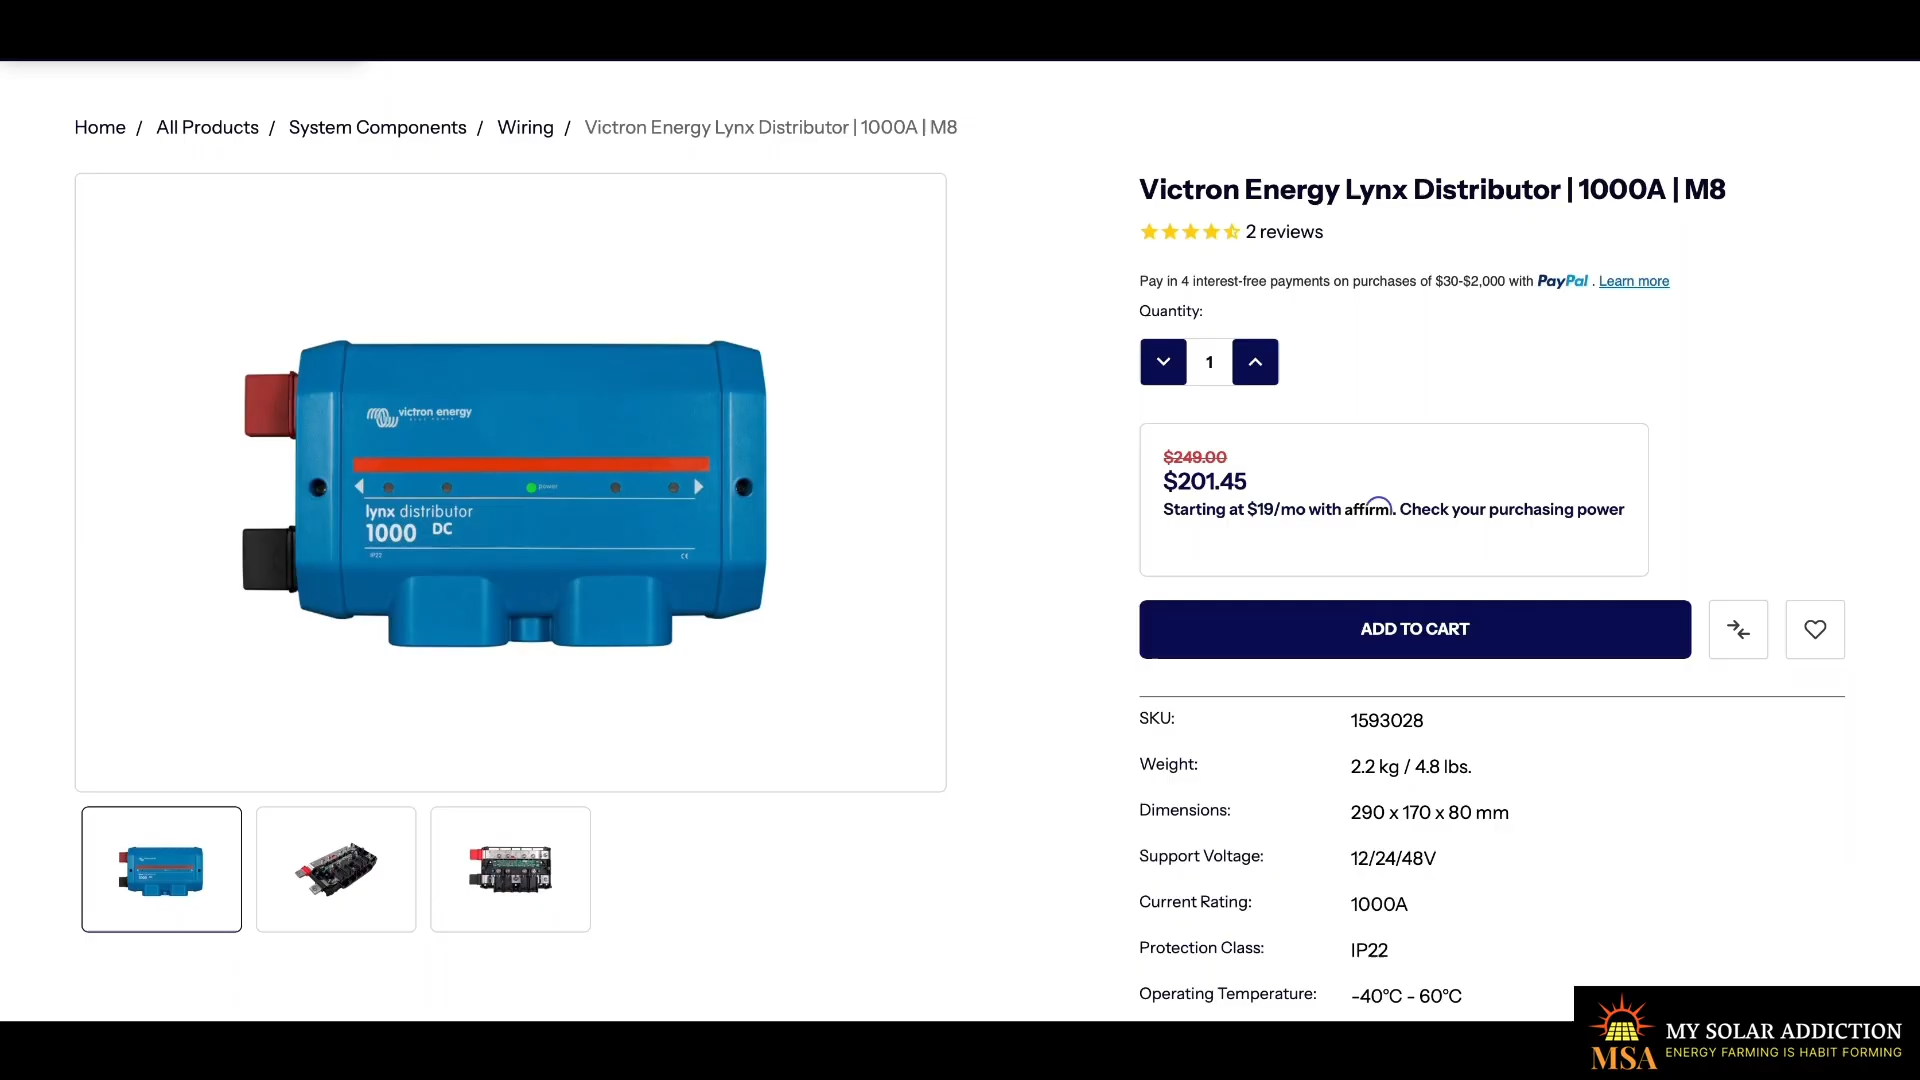 Home / All Products / System Components / Wiring / Victron Energy Lynx Distributor | 1000A | M8
victron energy
BLUE POWER
power
lynx distributor
1000 DC
IP22
CE
Victron Energy Lynx Distributor | 1000A | M8
2 reviews
Pay in 4 interest-free payments on purchases of $30-$2,000 with PayPal . Learn more
Quantity:
1
$249.00
$201.45
Starting at $19/mo with affirm. Check your purchasing power
ADD TO CART
SKU: 1593028
Weight: 2.2 kg / 4.8 lbs.
Dimensions: 290 x 170 x 80 mm
Support Voltage: 12/24/48V
Current Rating: 1000A
Protection Class: IP22
Operating Temperature: -40°C - 60°C
MSA
MY SOLAR ADDICTION
ENERGY FARMING IS HABIT FORMING